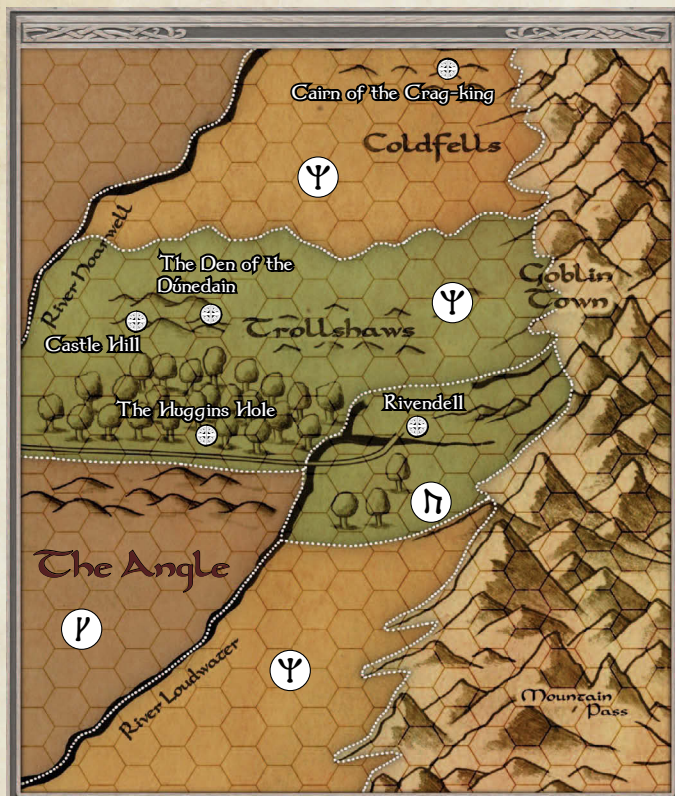 Cairn of the Crag-king
Coldfells
ᛉ
River Hoarwell
The Den of the
Dúnedain
Goblin
Town
ᛉ
Trollshaws
Castle Hill
Rivendell
The Huggins Hole
ᚢ
The Angle
ᚠ
River Loudwater
ᛉ
Mountain
Pass